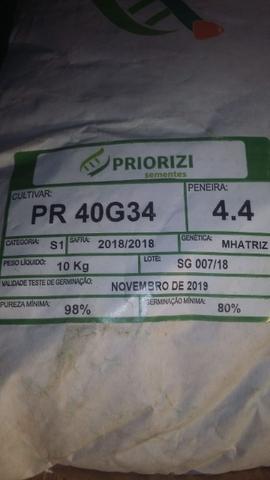 PRIORIZI
sementes
CULTIVAR: PENEIRA:
PR 40G34 4.4
CATEGORIA: S1 SAFRA: 2018/2018 GENÉTICA: MHATRIZ
PESO LÍQUIDO: 10 Kg LOTE: SG 007/18
VALIDADE TESTE DE GERMINAÇÃO: NOVEMBRO DE 2019
PUREZA MÍNIMA: 98% GERMINAÇÃO MÍNIMA: 80%